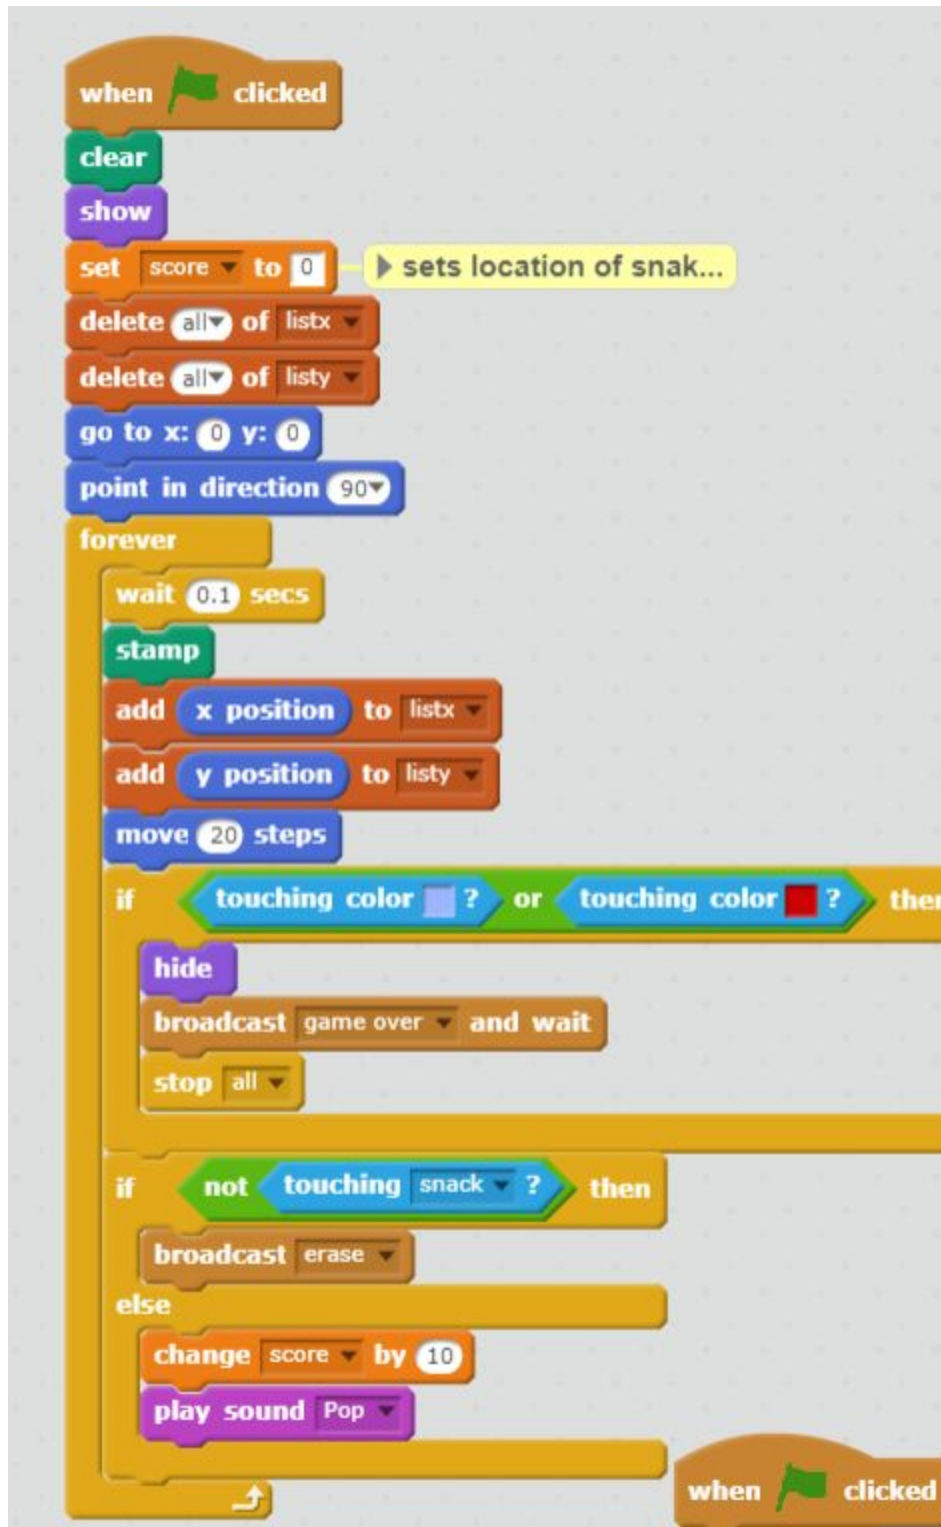 when clicked
clear
show
set score to 0
sets location of snak...
delete all of listx
delete all of listy
go to x: 0 y: 0
point in direction 90
forever
wait 0.1 secs
stamp
add x position to listx
add y position to listy
move 20 steps
if touching color ? or touching color ? then
hide
broadcast game over and wait
stop all
if not touching snack ? then
broadcast erase
else
change score by 10
play sound Pop
when clicked